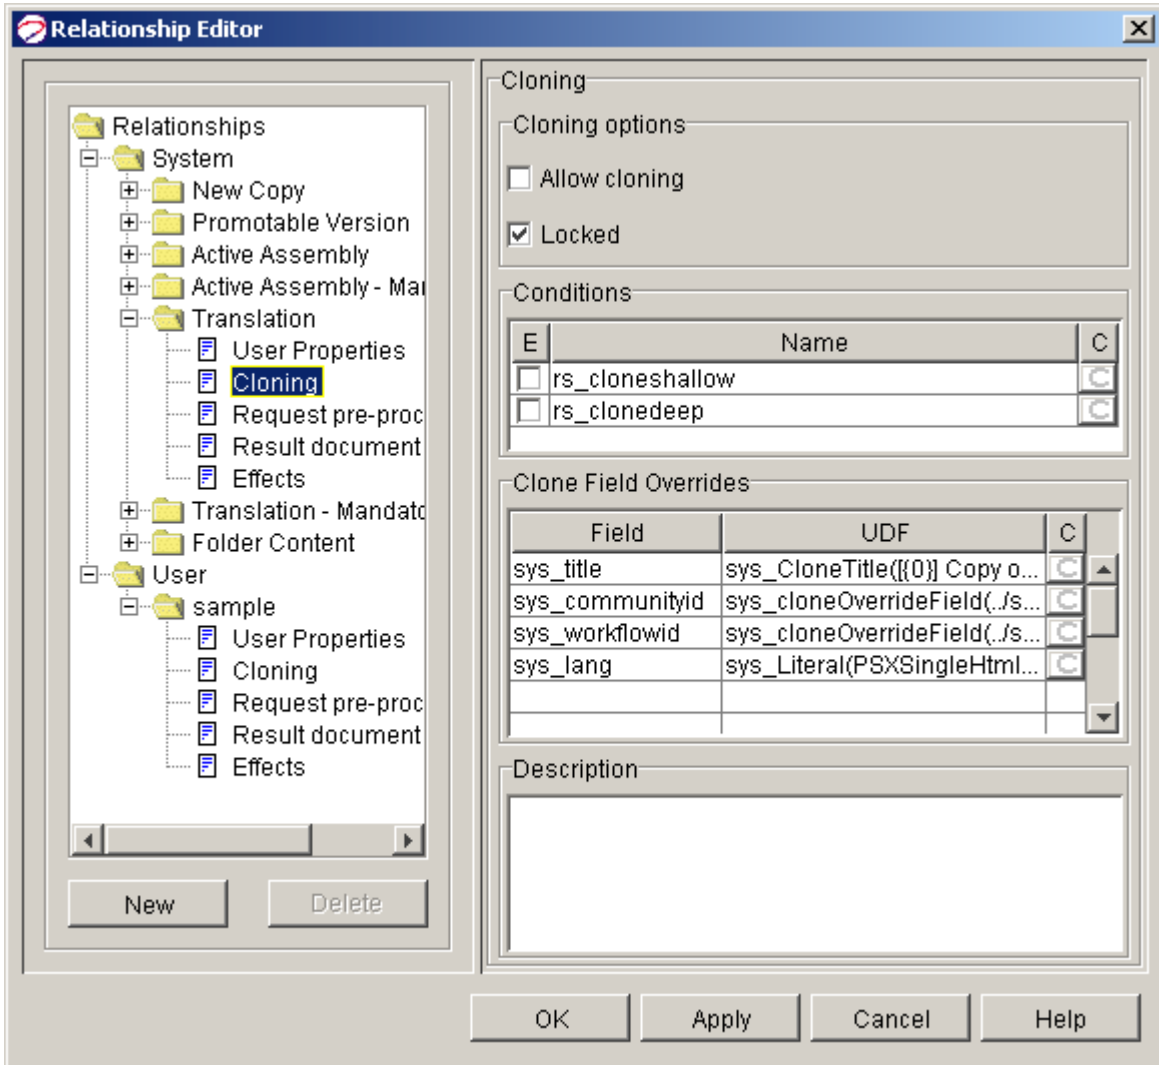 Relationship Editor
Relationships
System
New Copy
Promotable Version
Active Assembly
Active Assembly - Mar
Translation
User Properties
Cloning
Request pre-proc
Result document
Effects
Translation - Mandato
Folder Content
User
sample
User Properties
Cloning
Request pre-proc
Result document
Effects
New
Delete
Cloning
Cloning options
Allow cloning
Locked
Conditions
E Name C
rs_cloneshallow C
rs_clonedeep C
Clone Field Overrides
Field UDF C
sys_title sys_CloneTitle([{0}] Copy o... C
sys_communityid sys_cloneOverrideField(../s... C
sys_workflowid sys_cloneOverrideField(../s... C
sys_lang sys_Literal(PSXSingleHtml... C
Description
OK Apply Cancel Help